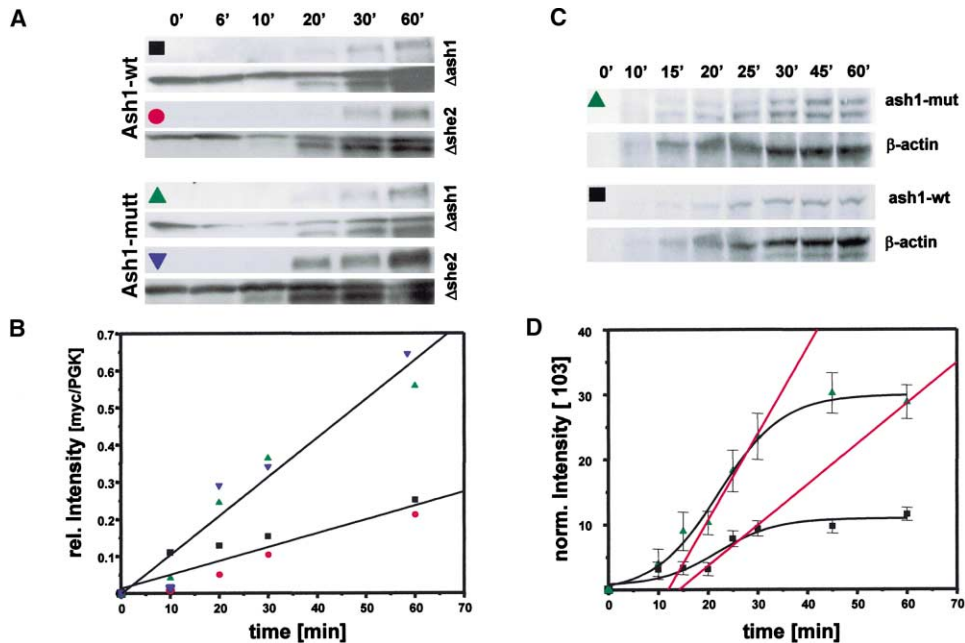 A
0' 6' 10' 20' 30' 60'
Ash1-wt
Δash1
Δshe2
Ash1-mutt
Δash1
Δshe2
B
rel. Intensity [myc/PGK]
0.7
0.6
0.5
0.4
0.3
0.2
0.1
0.0
0 10 20 30 40 50 60 70
time [min]
C
0' 10' 15' 20' 25' 30' 45' 60'
ash1-mut
β-actin
ash1-wt
β-actin
D
norm. Intensity [ 103]
40
30
20
10
0
0 10 20 30 40 50 60 70
time [min]